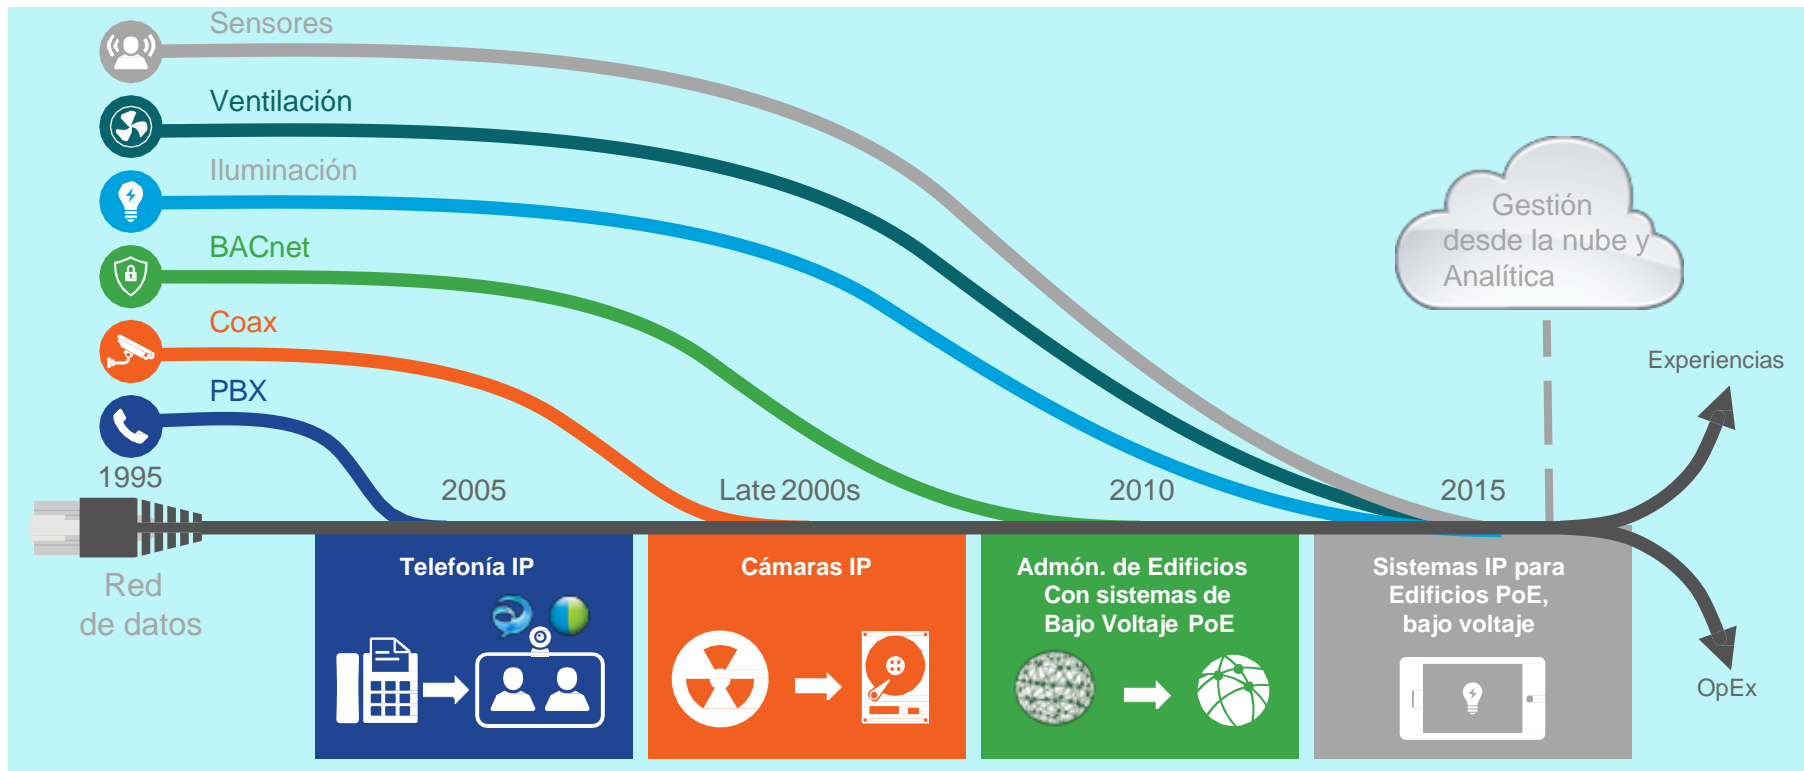 Sensores
Ventilación
Iluminación
BACnet
Coax
PBX
Gestión
desde la nube y
Analítica
Experiencias
1995
2005
Late 2000s
2010
2015
Red
de datos
Telefonía IP
Cámaras IP
Admón. de Edificios
Con sistemas de
Bajo Voltaje PoE
Sistemas IP para
Edificios PoE,
bajo voltaje
OpEx